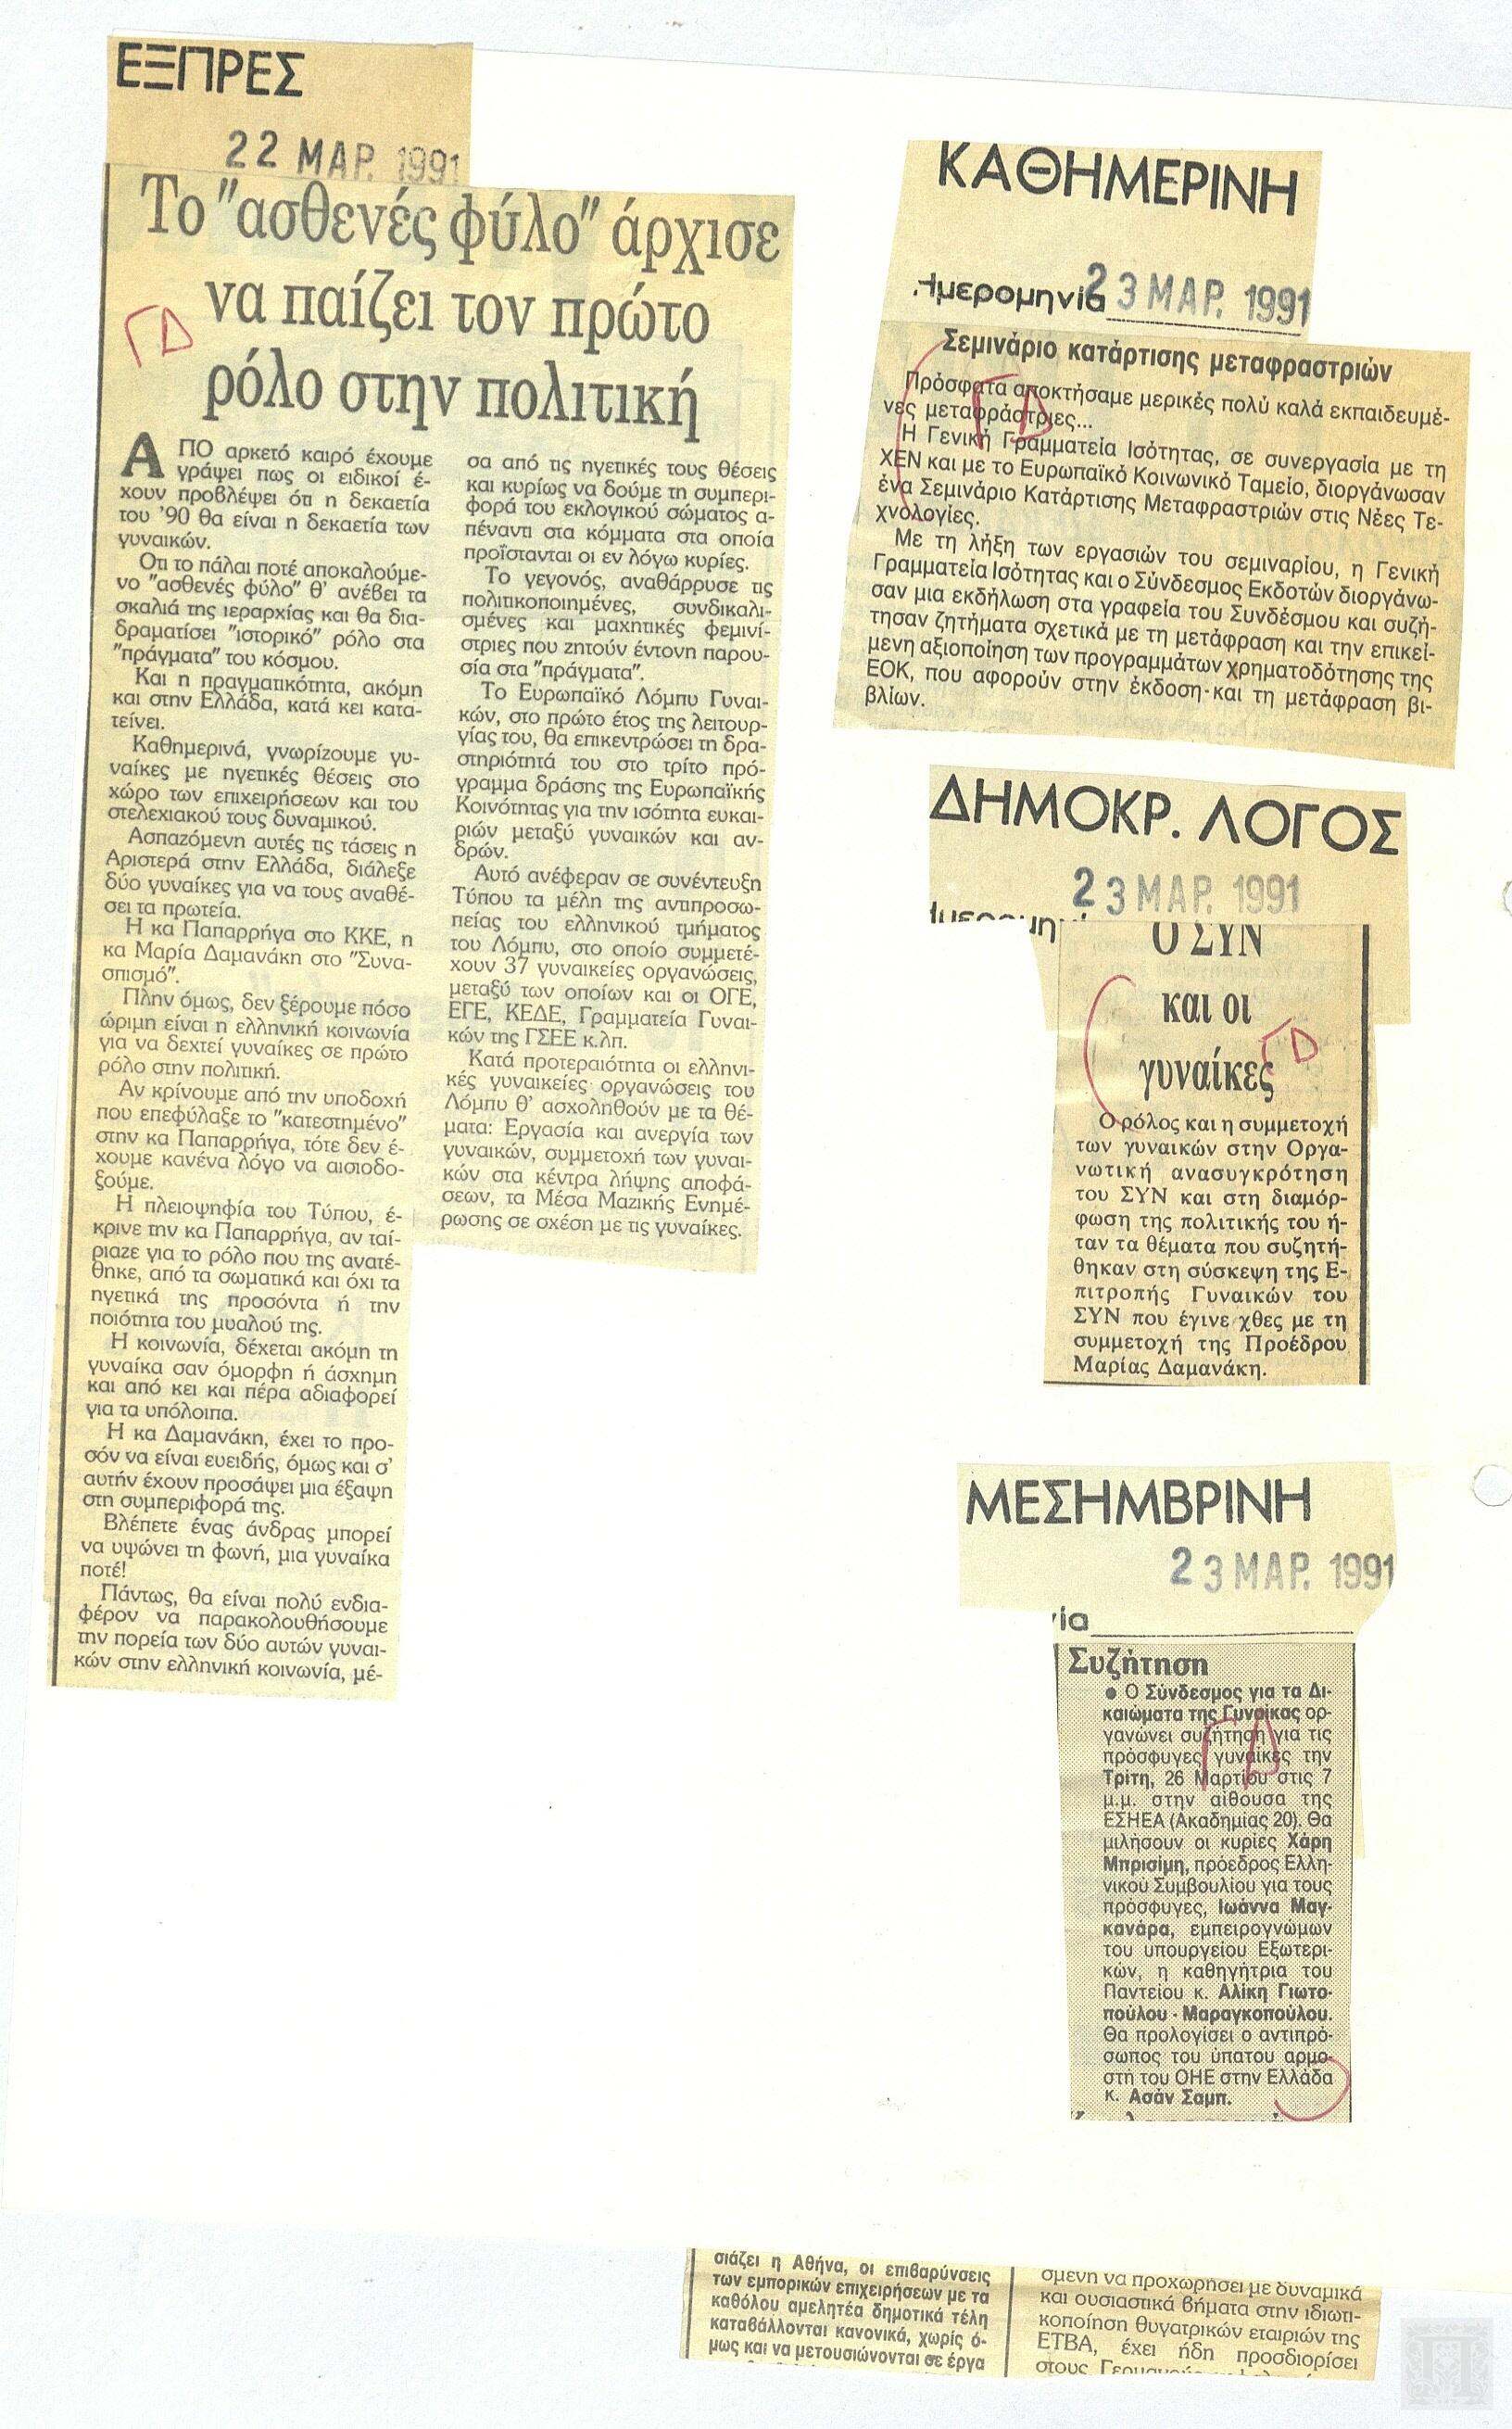 ΕΞΠΡΕΣ
22 ΜΑΡ. 1991
Το "ασθενές φύλο" άρχισε
να παίζει τον πρώτο
ρόλο στην πολιτική
ΓΔ
ΑΠΟ αρκετό καιρό έχουμε
γράψει πως οι ειδικοί έ-
χουν προβλέψει ότι η δεκαετία
του '90 θα είναι η δεκαετία των
γυναικών.
Οτι το πάλαι ποτέ αποκαλούμε-
νο "ασθενές φύλο" θ' ανέβει τα
σκαλιά της ιεραρχίας και θα δια-
δραματίσει "ιστορικό" ρόλο στα
"πράγματα" του κόσμου.
Και η πραγματικότητα, ακόμη
και στην Ελλάδα, κατά κει κατα-
τείνει.
Καθημερινά, γνωρίζουμε γυ-
ναίκες με ηγετικές θέσεις στο
χώρο των επιχειρήσεων και του
στελεχιακού τους δυναμικού.
Ασπαζόμενη αυτές τις τάσεις η
Αριστερά στην Ελλάδα, διάλεξε
δύο γυναίκες για να τους αναθέ-
σει τα πρωτεία.
Η κα Παπαρρήγα στο ΚΚΕ, η
κα Μαρία Δαμανάκη στο "Συνα-
σπισμό".
Πλην όμως, δεν ξέρουμε πόσο
ώριμη είναι η ελληνική κοινωνία
για να δεχτεί γυναίκες σε πρώτο
ρόλο στην πολιτική.
Αν κρίνουμε από την υποδοχή
που επεφύλαξε το "κατεστημένο"
στην κα Παπαρρήγα, τότε δεν έ-
χουμε κανένα λόγο να αισιοδο-
ξούμε.
Η πλειοψηφία του Τύπου, έ-
κρινε την κα Παπαρρήγα, αν ταί-
ριαζε για το ρόλο που της ανατέ-
θηκε, από τα σωματικά και όχι τα
ηγετικά της προσόντα ή την
ποιότητα του μυαλού της.
Η κοινωνία, δέχεται ακόμη τη
γυναίκα σαν όμορφη ή άσχημη
και από κει και πέρα αδιαφορεί
για τα υπόλοιπα.
Η κα Δαμανάκη, έχει το προ-
σόν να είναι ευειδής, όμως και σ'
αυτήν έχουν προσάψει μια έξαψη
στη συμπεριφορά της.
Βλέπετε ένας άνδρας μπορεί
να υψώνει τη φωνή, μια γυναίκα
ποτέ!
Πάντως, θα είναι πολύ ενδια-
φέρον να παρακολουθήσουμε
την πορεία των δύο αυτών γυναι-
κών στην ελληνική κοινωνία, μέ-
σα από τις ηγετικές τους θέσεις
και κυρίως να δούμε τη συμπερι-
φορά του εκλογικού σώματος α-
πέναντι στα κόμματα στα οποία
προΐστανται οι εν λόγω κυρίες.
Το γεγονός, αναθάρρυσε τις
πολιτικοποιημένες, συνδικαλι-
σμένες και μαχητικές φεμινί-
στριες που ζητούν έντονη παρου-
σία στα "πράγματα".
Το Ευρωπαϊκό Λόμπυ Γυναι-
κών, στο πρώτο έτος της λειτουρ-
γίας του, θα επικεντρώσει τη δρα-
στηριότητά του στο τρίτο πρό-
γραμμα δράσης της Ευρωπαϊκής
Κοινότητας για την ισότητα ευκαι-
ριών μεταξύ γυναικών και αν-
δρών.
Αυτό ανέφεραν σε συνέντευξη
Τύπου τα μέλη της αντιπροσω-
πείας του ελληνικού τμήματος
του Λόμπυ, στο οποίο συμμετέ-
χουν 37 γυναικείες οργανώσεις,
μεταξύ των οποίων και οι ΟΓΕ,
ΕΓΕ, ΚΕΔΕ, Γραμματεία Γυναι-
κών της ΓΣΕΕ κ.λπ.
Κατά προτεραιότητα οι ελληνι-
κές γυναικείες οργανώσεις του
Λόμπυ θ' ασχοληθούν με τα θέ-
ματα: Εργασία και ανεργία των
γυναικών, συμμετοχή των γυναι-
κών στα κέντρα λήψης αποφά-
σεων, τα Μέσα Μαζικής Ενημέ-
ρωσης σε σχέση με τις γυναίκες.
ΚΑΘΗΜΕΡΙΝΗ
Ημερομηνία 23 ΜΑΡ. 1991
Σεμινάριο κατάρτισης μεταφραστριών
ΓΔ
Πρόσφατα αποκτήσαμε μερικές πολύ καλά εκπαιδευμέ-
νες μεταφράστριες...
Η Γενική Γραμματεία Ισότητας, σε συνεργασία με τη
ΧΕΝ και με το Ευρωπαϊκό Κοινωνικό Ταμείο, διοργάνωσαν
ένα Σεμινάριο Κατάρτισης Μεταφραστριών στις Νέες Τε-
χνολογίες.
Με τη λήξη των εργασιών του σεμιναρίου, η Γενική
Γραμματεία Ισότητας και ο Σύνδεσμος Εκδοτών διοργάνω-
σαν μια εκδήλωση στα γραφεία του Συνδέσμου και συζή-
τησαν ζητήματα σχετικά με τη μετάφραση και την επικεί-
μενη αξιοποίηση των προγραμμάτων χρηματοδότησης της
ΕΟΚ, που αφορούν στην έκδοση και τη μετάφραση βι-
βλίων.
ΔΗΜΟΚΡ. ΛΟΓΟΣ
23 ΜΑΡ. 1991
Ο ΣΥΝ
και οι
γυναίκες
ΓΔ
Ο ρόλος και η συμμετοχή
των γυναικών στην Οργα-
νωτική ανασυγκρότηση
του ΣΥΝ και στη διαμόρ-
φωση της πολιτικής του ή-
ταν τα θέματα που συζητή-
θηκαν στη σύσκεψη της Ε-
πιτροπής Γυναικών του
ΣΥΝ που έγινε χθες με τη
συμμετοχή της Προέδρου
Μαρίας Δαμανάκη.
ΜΕΣΗΜΒΡΙΝΗ
23 ΜΑΡ. 1991
νία
Συζήτηση
ΓΔ
● Ο Σύνδεσμος για τα Δι-
καιώματα της Γυναίκας ορ-
γανώνει συζήτηση για τις
πρόσφυγες γυναίκες την
Τρίτη, 26 Μαρτίου στις 7
μ.μ. στην αίθουσα της
ΕΣΗΕΑ (Ακαδημίας 20). Θα
μιλήσουν οι κυρίες Χάρη
Μπρισίμη, πρόεδρος Ελλη-
νικού Συμβουλίου για τους
πρόσφυγες, Ιωάννα Μαγ-
κανάρα, εμπειρογνώμων
του υπουργείου Εξωτερι-
κών, η καθηγήτρια του
Παντείου κ. Αλίκη Γιωτο-
πούλου - Μαραγκοπούλου.
Θα προλογίσει ο αντιπρό-
σωπος του ύπατου αρμο-
στή του ΟΗΕ στην Ελλάδα
κ. Ασάν Σαμπ.
σιάζει η Αθήνα, οι επιβαρύνσεις
των εμπορικών επιχειρήσεων με τα
καθόλου αμελητέα δημοτικά τέλη
καταβάλλονται κανονικά, χωρίς ό-
μως και να μετουσιώνονται σε έργα
σμένη να προχωρήσει με δυναμικά
και ουσιαστικά βήματα στην ιδιωτι-
κοποίηση θυγατρικών εταιριών της
ΕΤΒΑ, έχει ήδη προσδιορίσει
στους